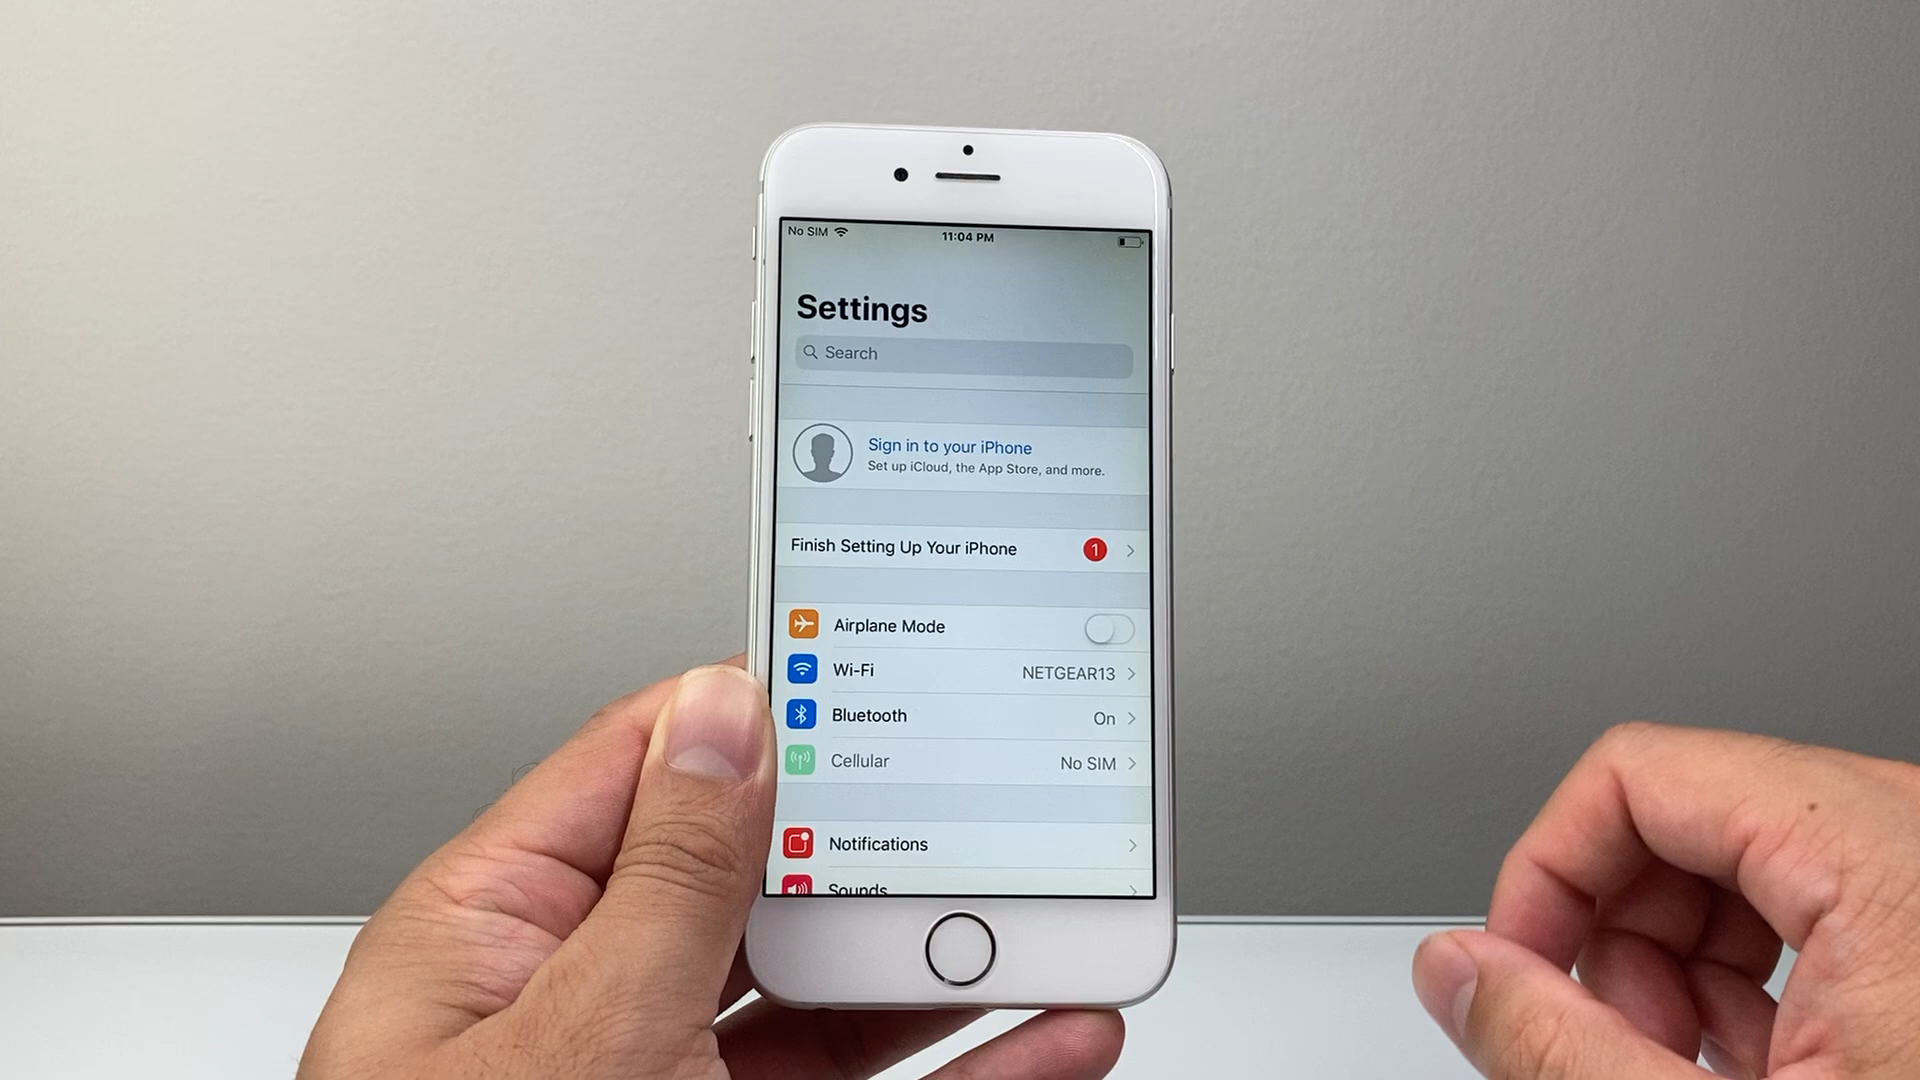 No SIM 11:04 PM
Settings
Search
Sign in to your iPhone
Set up iCloud, the App Store, and more.
Finish Setting Up Your iPhone 1
Airplane Mode
Wi-Fi NETGEAR13
Bluetooth On
Cellular No SIM
Notifications
Sounds